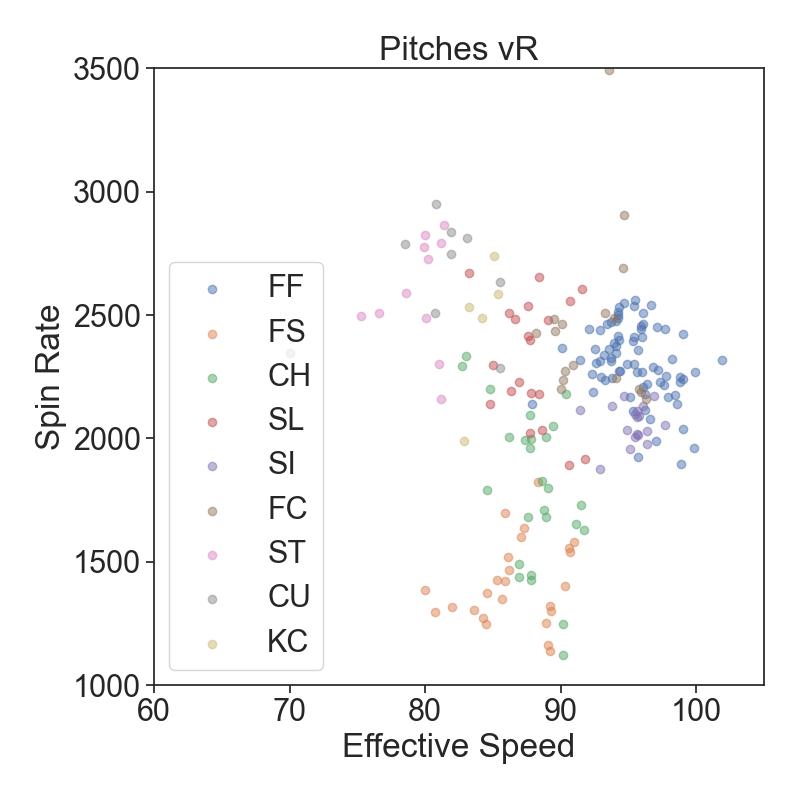 Pitches vR
3500
3000
2500
2000
1500
1000
Spin Rate
FF
FS
CH
SL
SI
FC
ST
CU
KC
60 70 80 90 100
Effective Speed